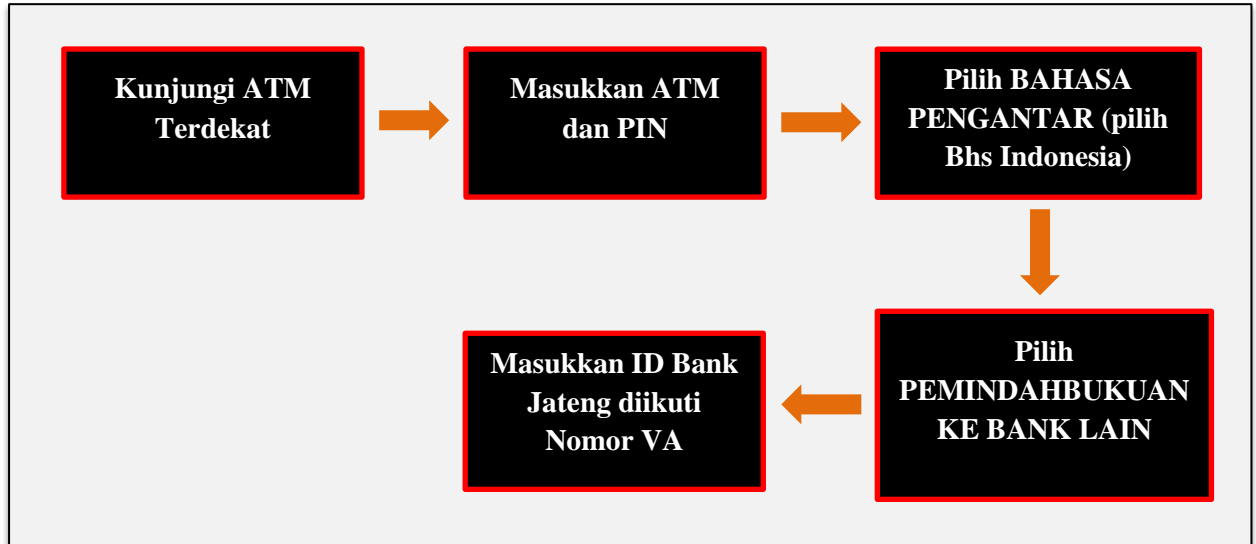 Kunjungi ATM
Terdekat
Masukkan ATM
dan PIN
Pilih BAHASA
PENGANTAR (pilih
Bhs Indonesia)
Pilih
PEMINDAHBUKUAN
KE BANK LAIN
Masukkan ID Bank
Jateng diikuti
Nomor VA